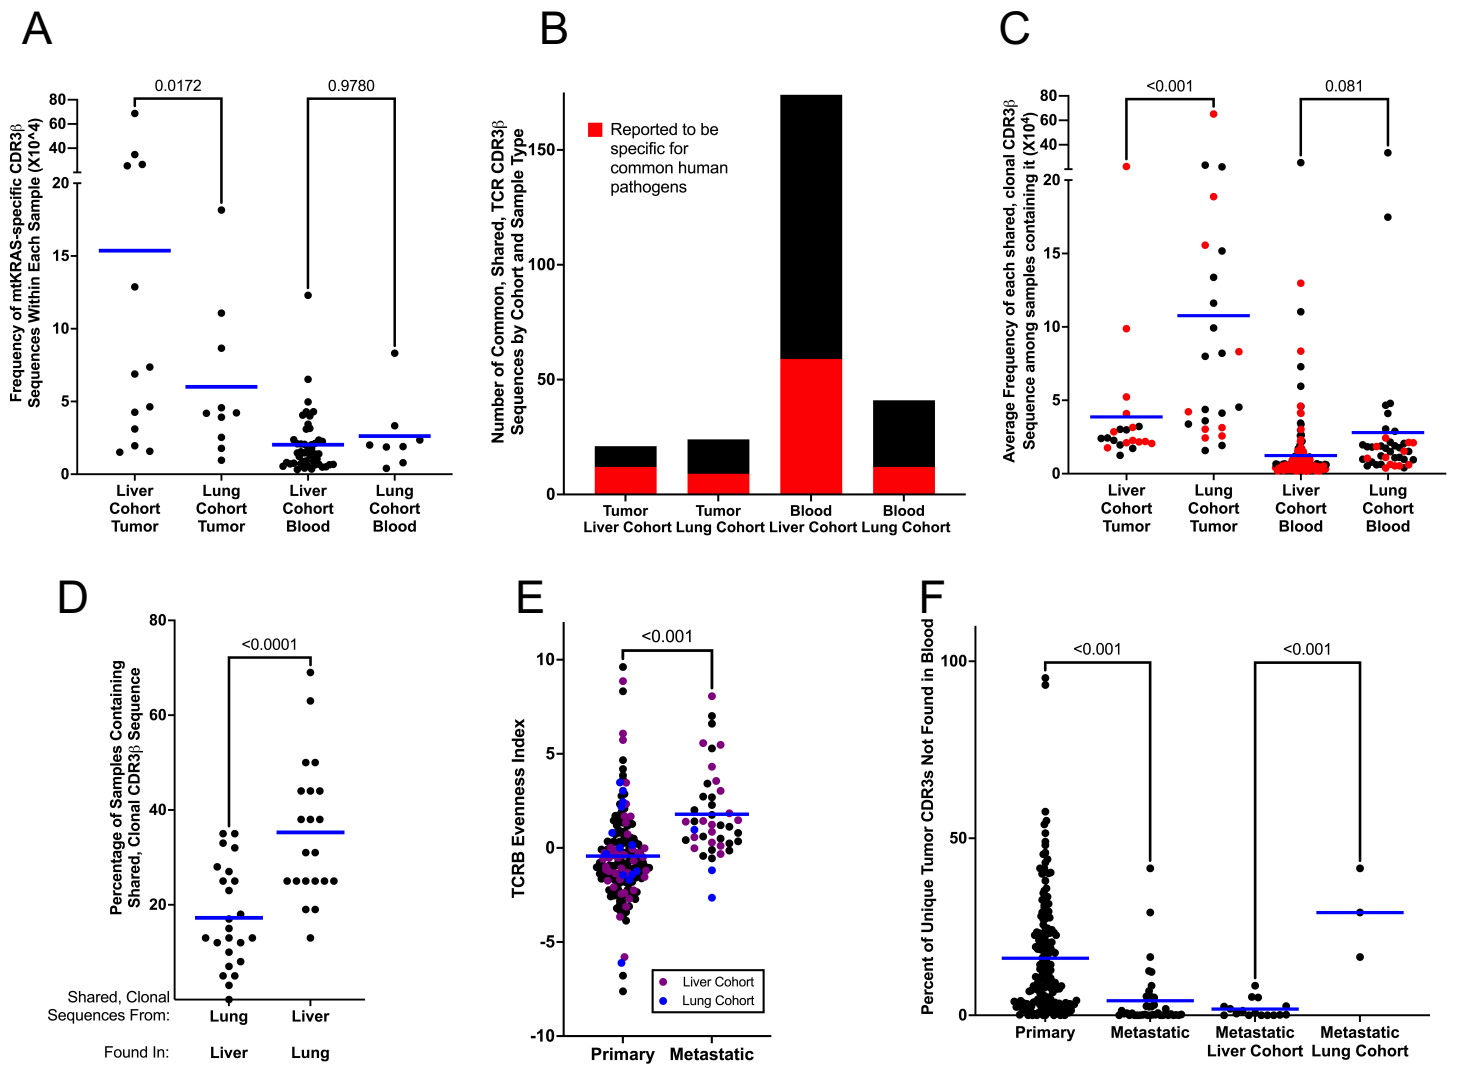 A
Frequency of mtKRAS-specific CDR3β
Sequences Within Each Sample (X10^4)
0.0172
0.9780
80
60
40
20
15
10
5
0
Liver
Cohort
Tumor
Lung
Cohort
Tumor
Liver
Cohort
Blood
Lung
Cohort
Blood
B
Number of Common, Shared, TCR CDR3β
Sequences by Cohort and Sample Type
Reported to be
specific for
common human
pathogens
150
100
50
0
Tumor
Liver Cohort
Tumor
Lung Cohort
Blood
Liver Cohort
Blood
Lung Cohort
C
Average Frequency of each shared, clonal CDR3β
Sequence among samples containing it (X10⁴)
<0.001
0.081
80
60
40
20
15
10
5
0
Liver
Cohort
Tumor
Lung
Cohort
Tumor
Liver
Cohort
Blood
Lung
Cohort
Blood
D
Percentage of Samples Containing
Shared, Clonal CDR3β Sequence
<0.0001
80
60
40
20
Shared, Clonal
Sequences From:
Lung
Liver
Found In:
Liver
Lung
E
TCRB Evenness Index
<0.001
10
5
0
-5
-10
Liver Cohort
Lung Cohort
Primary
Metastatic
F
Percent of Unique Tumor CDR3s Not Found in Blood
<0.001
<0.001
100
50
0
Primary
Metastatic
Metastatic
Liver Cohort
Metastatic
Lung Cohort